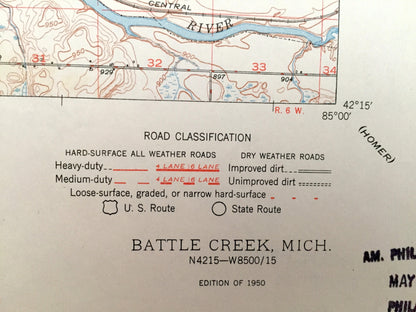 CENTRAL
RIVER
950
950
31
929
32
897
33
904
34
R. 6 W.
42°15'
85°00'
(HOMER)
ROAD CLASSIFICATION
HARD-SURFACE ALL WEATHER ROADS DRY WEATHER ROADS
Heavy-duty 4 LANE 6 LANE Improved dirt
Medium-duty 4 LANE 6 LANE Unimproved dirt
Loose-surface, graded, or narrow hard-surface
U. S. Route State Route
BATTLE CREEK, MICH.
N4215—W8500/15
EDITION OF 1950
AM. PHIL
MAY
PHIL